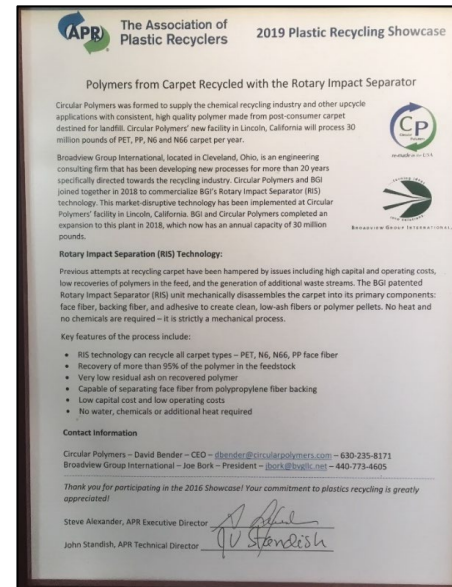 APR
The Association of
Plastic Recyclers
2019 Plastic Recycling Showcase
Polymers from Carpet Recycled with the Rotary Impact Separator
Circular Polymers was formed to supply the chemical recycling industry and other upcycle
applications with consistent, high quality polymer made from post-consumer carpet
destined for landfill. Circular Polymers' new facility in Lincoln, California will process 30
million pounds of PET, PP, N6 and N66 carpet per year.
CP
Broadview Group International, located in Cleveland, Ohio, is an engineering
consulting firm that has been developing new processes for more than 20 years
specifically directed towards the recycling industry. Circular Polymers and BGI
joined together in 2018 to commercialize BGI's Rotary Impact Separator (RIS)
technology. This market-disruptive technology has been implemented at Circular
Polymers' facility in Lincoln, California. BGI and Circular Polymers completed an
expansion to this plant in 2018, which now has an annual capacity of 30 million
pounds.
Broadview Group International,
Rotary Impact Separation (RIS) Technology:
Previous attempts at recycling carpet have been hampered by issues including high capital and operating costs,
low recoveries of polymers in the feed, and the generation of additional waste streams. The BGI patented
Rotary Impact Separator (RIS) unit mechanically disassembles the carpet into its primary components:
face fiber, backing fiber, and adhesive to create clean, low-ash fibers or polymer pellets. No heat and
no chemicals are required – it is strictly a mechanical process.
Key features of the process include:
• RIS technology can recycle all carpet types – PET, N6, N66, PP face fiber
• Recovery of more than 95% of the polymer in the feedstock
• Very low residual ash on recovered polymer
• Capable of separating face fiber from polypropylene fiber backing
• Low capital cost and low operating costs
• No water, chemicals or additional heat required
Contact Information
Circular Polymers – David Bender – CEO – dbender@circularpolymers.com – 630-235-8171
Broadview Group International – Joe Bork – President – jbork@bvgllc.net – 440-773-4605
Thank you for participating in the 2016 Showcase! Your commitment to plastics recycling is greatly
appreciated!
Steve Alexander, APR Executive Director
John Standish, APR Technical Director JV Standish